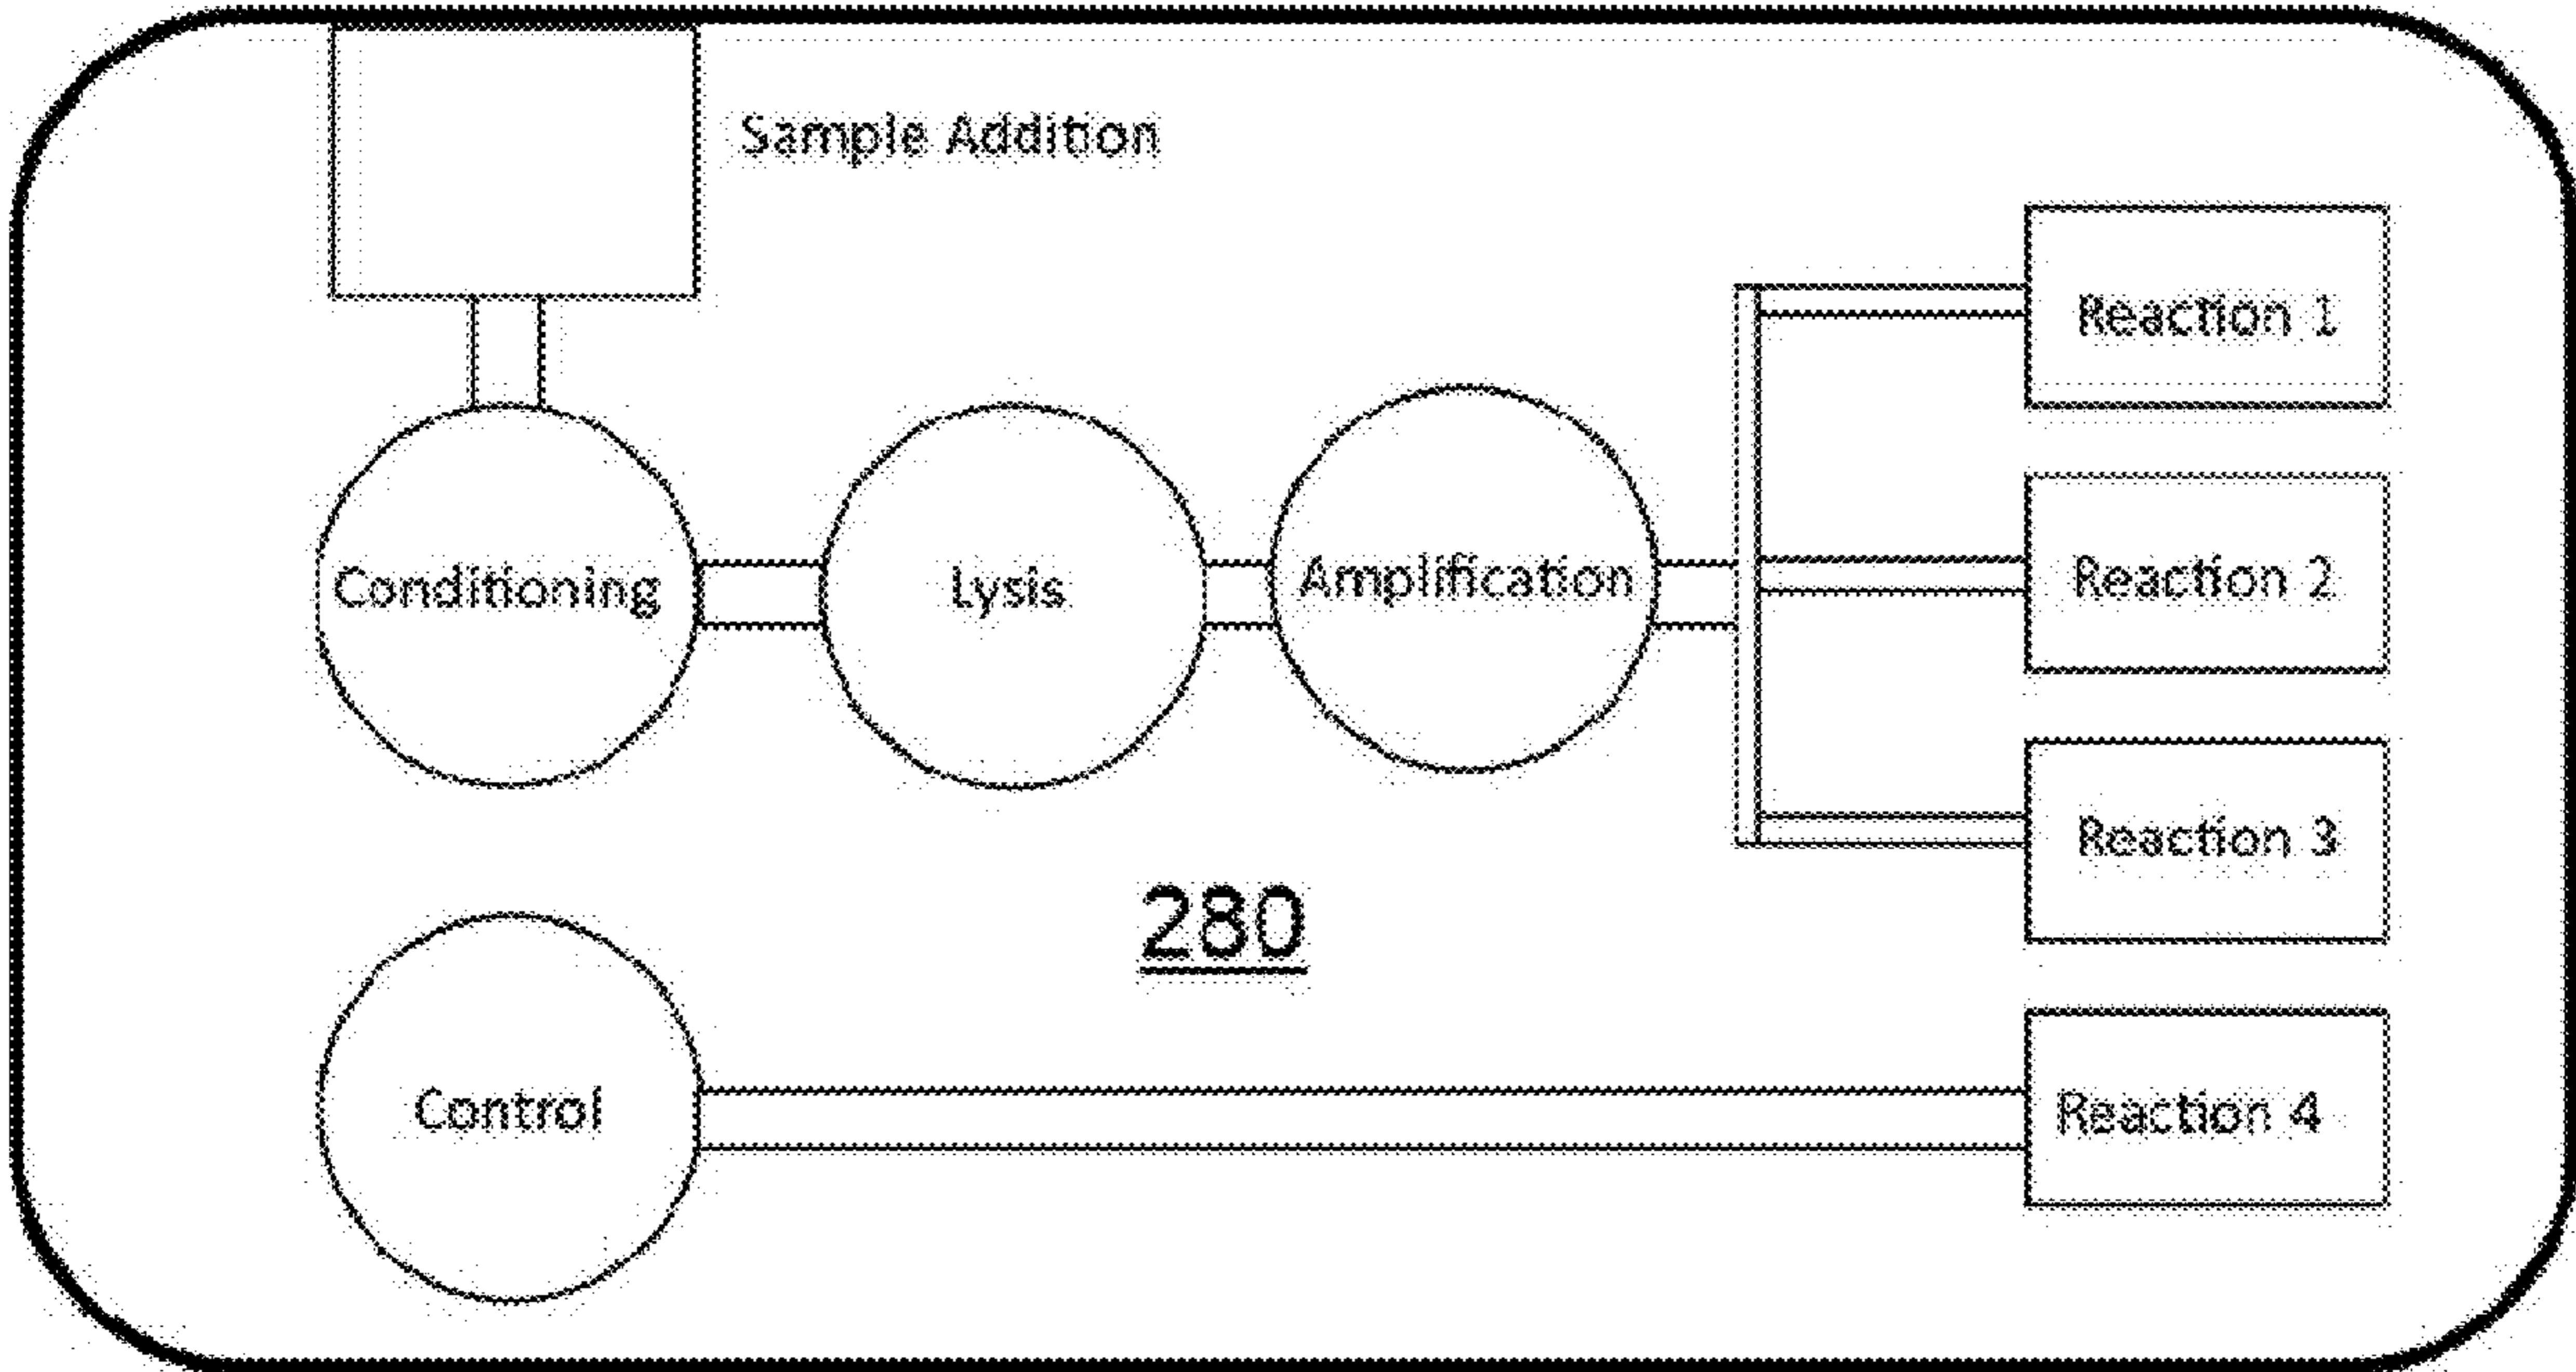 Sample Addition
Reaction 1
Conditioning
Lysis
Amplification
Reaction 2
Reaction 3
280
Control
Reaction 4